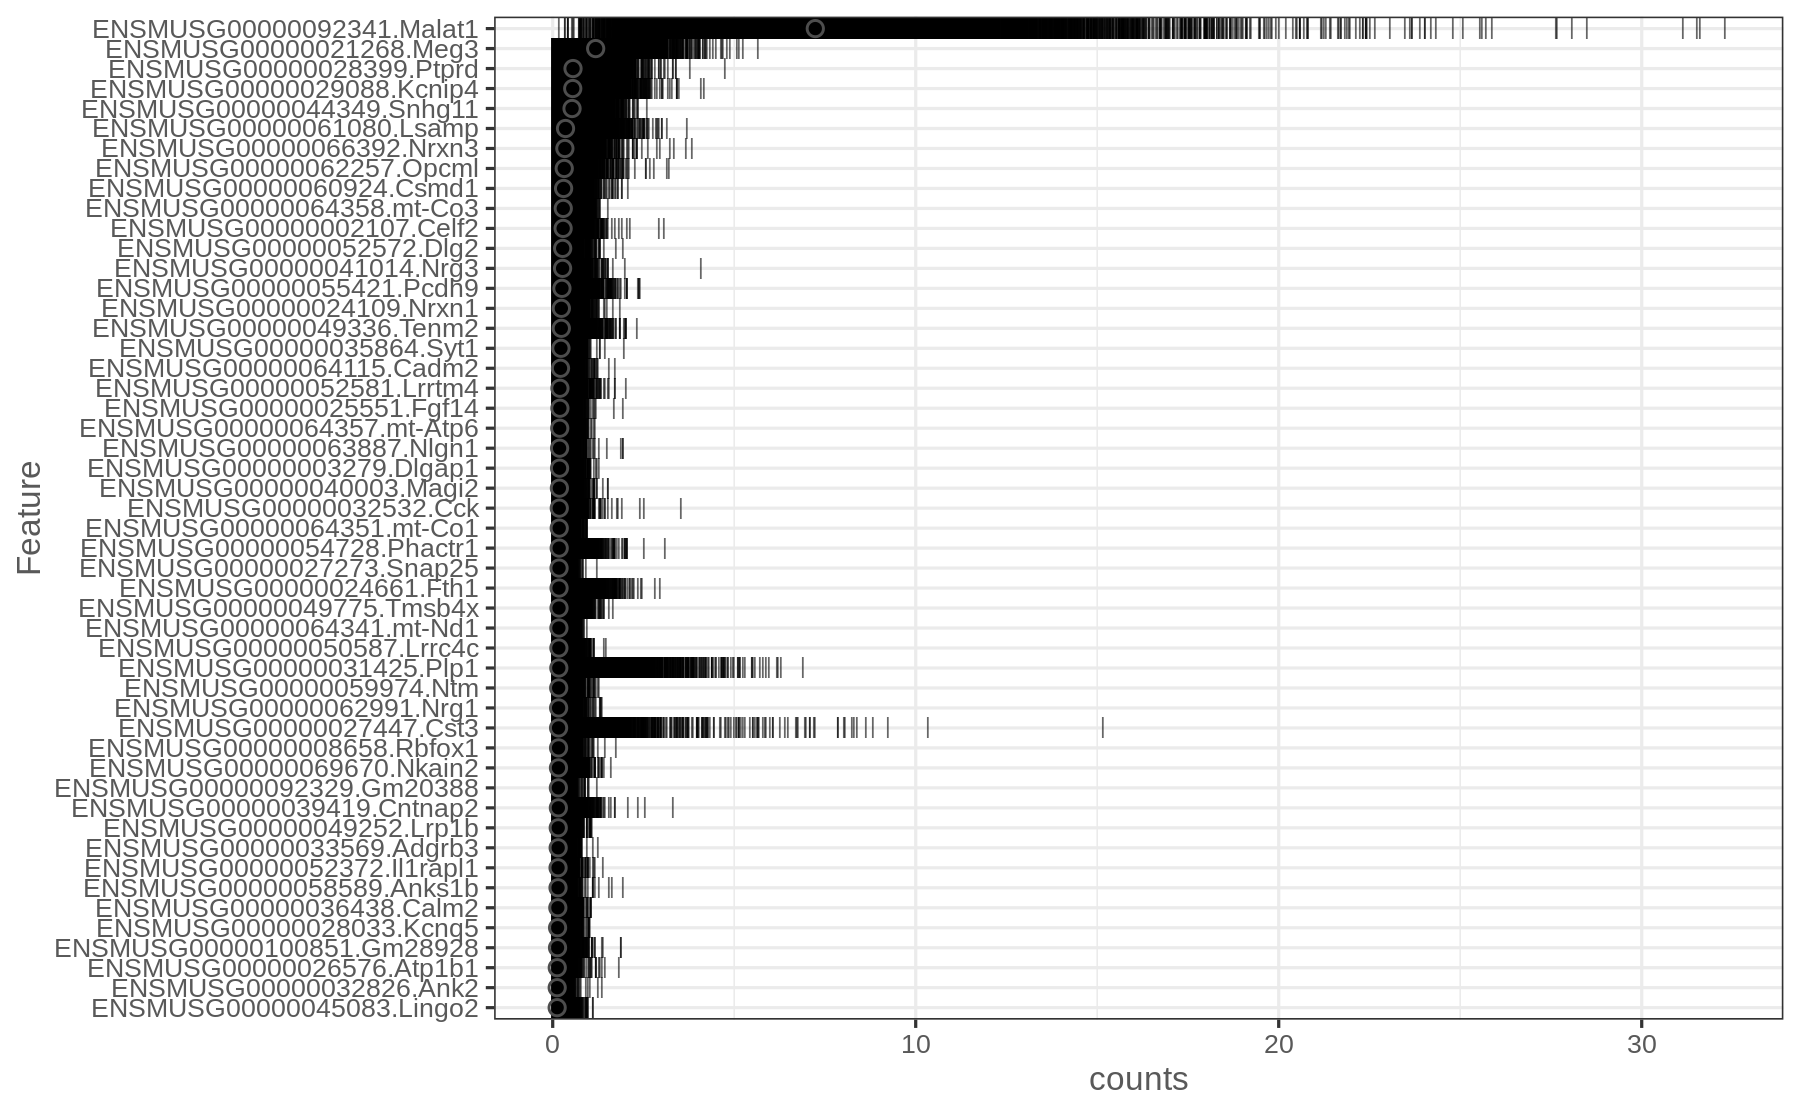 ENSMUSG00000092341.Malat1
ENSMUSG00000021268.Meg3
ENSMUSG00000028399.Ptprd
ENSMUSG00000029088.Kcnip4
ENSMUSG00000044349.Snhg11
ENSMUSG00000061080.Lsamp
ENSMUSG00000066392.Nrxn3
ENSMUSG00000062257.Opcml
ENSMUSG00000060924.Csmd1
ENSMUSG00000064358.mt-Co3
ENSMUSG00000002107.Celf2
ENSMUSG00000052572.Dlg2
ENSMUSG00000041014.Nrg3
ENSMUSG00000055421.Pcdh9
ENSMUSG00000024109.Nrxn1
ENSMUSG00000049336.Tenm2
ENSMUSG00000035864.Syt1
ENSMUSG00000064115.Cadm2
ENSMUSG00000052581.Lrrtm4
ENSMUSG00000025551.Fgf14
ENSMUSG00000064357.mt-Atp6
ENSMUSG00000063887.Nlgn1
ENSMUSG00000003279.Dlgap1
ENSMUSG00000040003.Magi2
ENSMUSG00000032532.Cck
ENSMUSG00000064351.mt-Co1
ENSMUSG00000054728.Phactr1
ENSMUSG00000027273.Snap25
ENSMUSG00000024661.Fth1
ENSMUSG00000049775.Tmsb4x
ENSMUSG00000064341.mt-Nd1
ENSMUSG00000050587.Lrrc4c
ENSMUSG00000031425.Plp1
ENSMUSG00000059974.Ntm
ENSMUSG00000062991.Nrg1
ENSMUSG00000027447.Cst3
ENSMUSG00000008658.Rbfox1
ENSMUSG00000069670.Nkain2
ENSMUSG00000092329.Gm20388
ENSMUSG00000039419.Cntnap2
ENSMUSG00000049252.Lrp1b
ENSMUSG00000033569.Adgrb3
ENSMUSG00000052372.Il1rapl1
ENSMUSG00000058589.Anks1b
ENSMUSG00000036438.Calm2
ENSMUSG00000028033.Kcnq5
ENSMUSG00000100851.Gm28928
ENSMUSG00000026576.Atp1b1
ENSMUSG00000032826.Ank2
ENSMUSG00000045083.Lingo2
Feature
0 10 20 30
counts